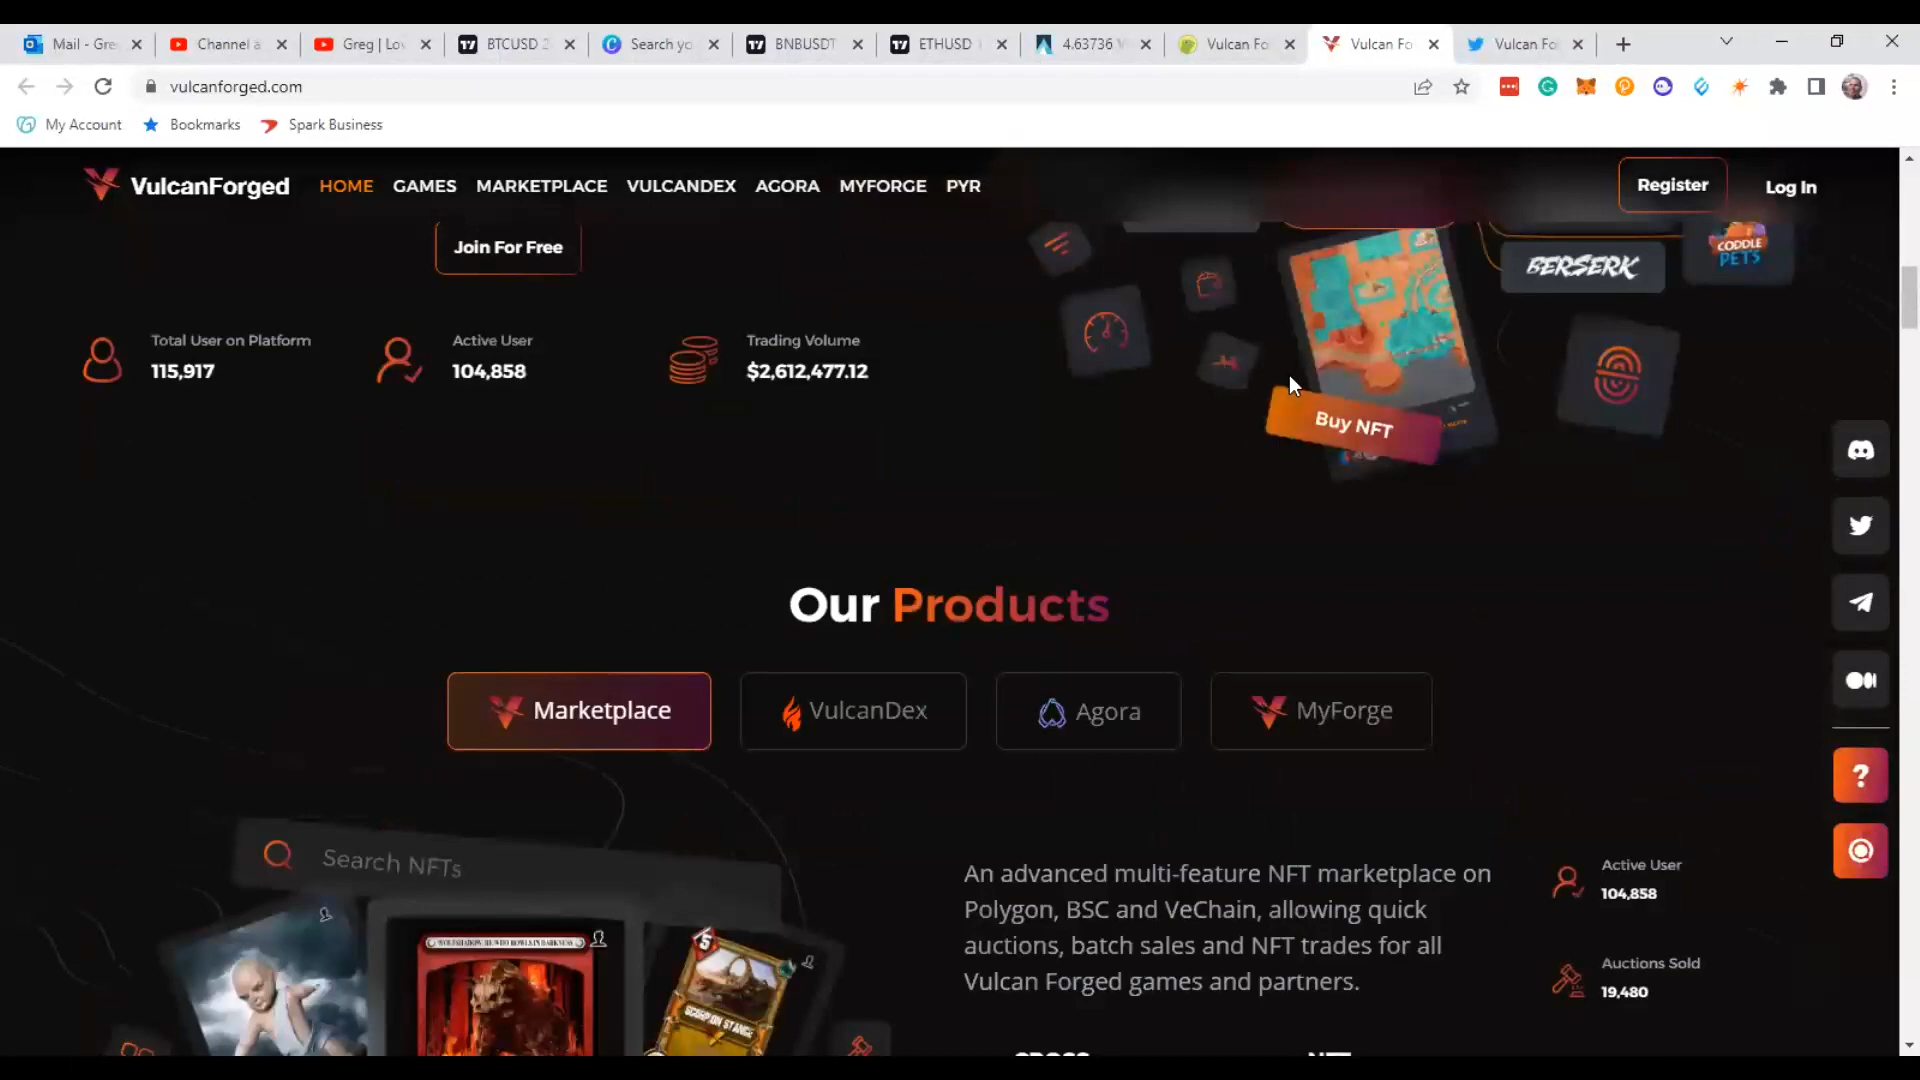 Mail - Gre
Channel a
Greg | Lo
BTCUSD 2
Search yo
BNBUSDT
ETHUSD
4.63736
Vulcan Fo
Vulcan Fo
Vulcan Fo
vulcanforged.com
My Account
Bookmarks
Spark Business
VulcanForged
HOME
GAMES
MARKETPLACE
VULCANDEX
AGORA
MYFORGE
PYR
Register
Log In
Join For Free
CODDLE
PETS
BERSERK
Total User on Platform
115,917
Active User
104,858
Trading Volume
$2,612,477.12
Buy NFT
Our Products
Marketplace
VulcanDex
Agora
MyForge
?
Search NFTs
An advanced multi-feature NFT marketplace on
Polygon, BSC and VeChain, allowing quick
auctions, batch sales and NFT trades for all
Vulcan Forged games and partners.
Active User
104,858
Auctions Sold
19,480
5